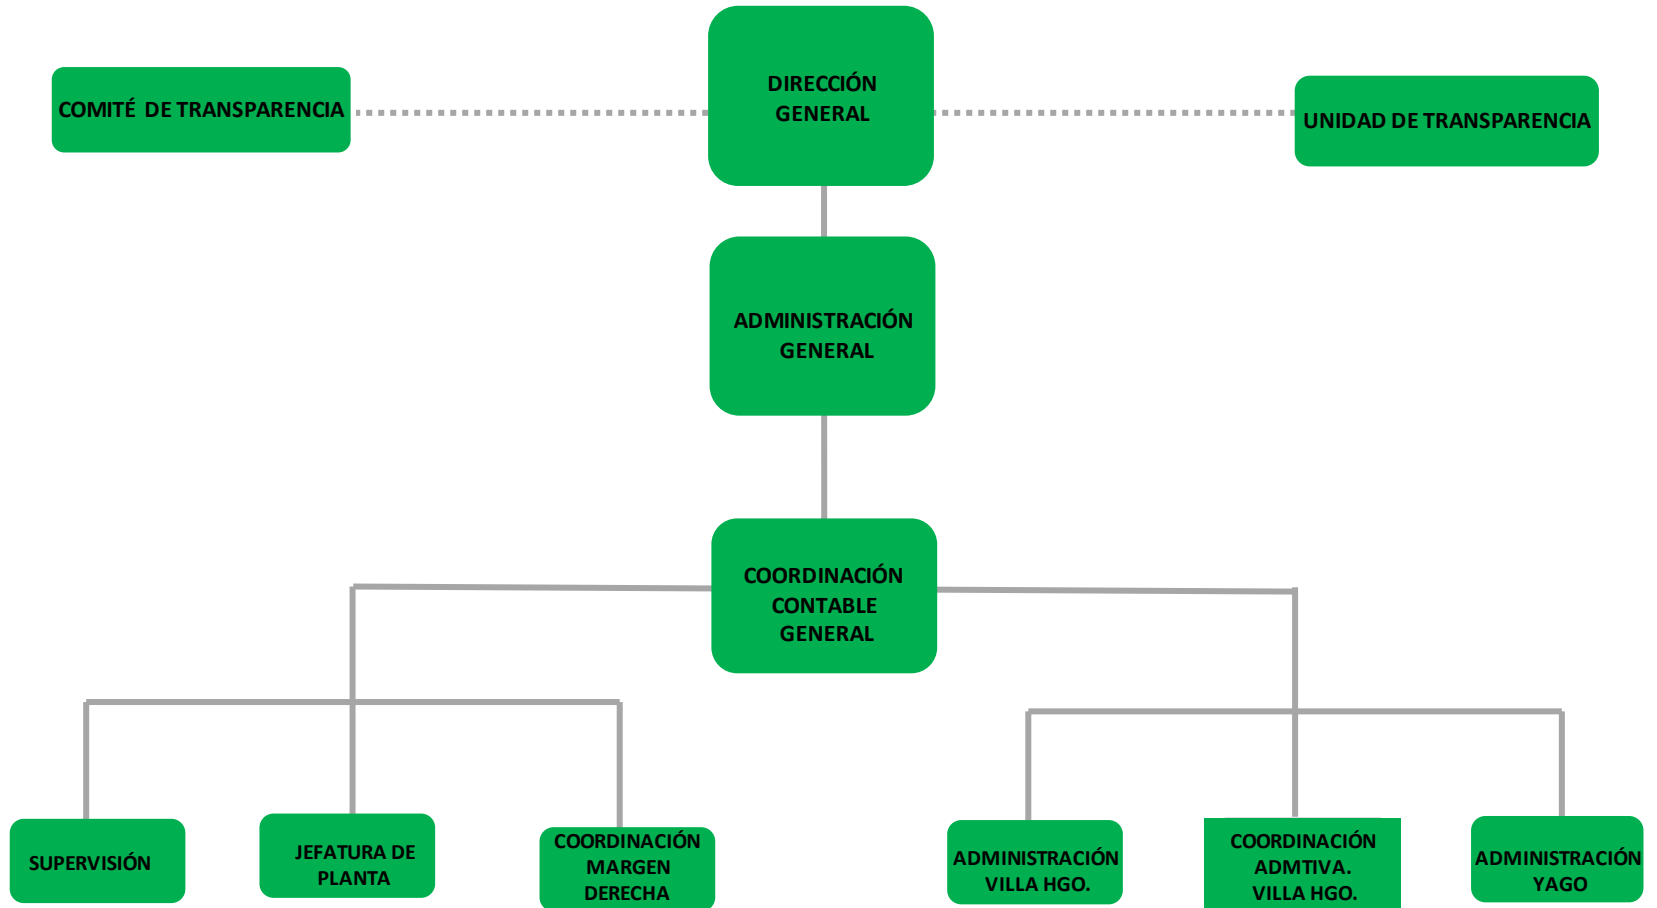 DIRECCIÓN
GENERAL
COMITÉ DE TRANSPARENCIA
UNIDAD DE TRANSPARENCIA
ADMINISTRACIÓN
GENERAL
COORDINACIÓN
CONTABLE
GENERAL
SUPERVISIÓN
JEFATURA DE
PLANTA
COORDINACIÓN
MARGEN
DERECHA
ADMINISTRACIÓN
VILLA HGO.
COORDINACIÓN
ADMTIVA.
VILLA HGO.
ADMINISTRACIÓN
YAGO